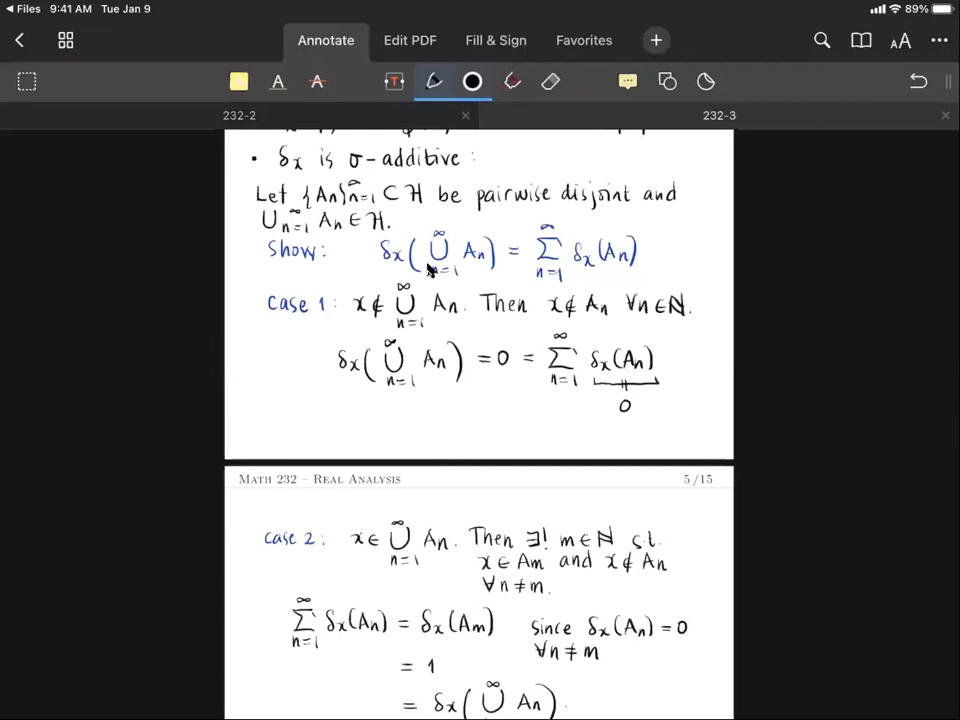 Files 9:41 AM Tue Jan 9 89%
Annotate Edit PDF Fill & Sign Favorites
232-2 232-3
• δx is σ-additive:
Let {An}∞n=1 ⊂ H be pairwise disjoint and
U∞n=1 An ∈ H.
Show: δx(∞⋃n=1 An) = ∞Σn=1 δx(An)
Case 1: x ∉ ∞⋃n=1 An. Then x ∉ An ∀n ∈ ℕ.
δx(∞⋃n=1 An) = 0 = ∞Σn=1 δx(An)
0
MATH 232 – REAL ANALYSIS 5/15
Case 2: x ∈ ∞⋃n=1 An. Then ∃! m ∈ ℕ s.t.
x ∈ Am and x ∉ An
∀n ≠ m.
∞Σn=1 δx(An) = δx(Am) since δx(An) = 0
∀n ≠ m
= 1
= δx(∞⋃ An).